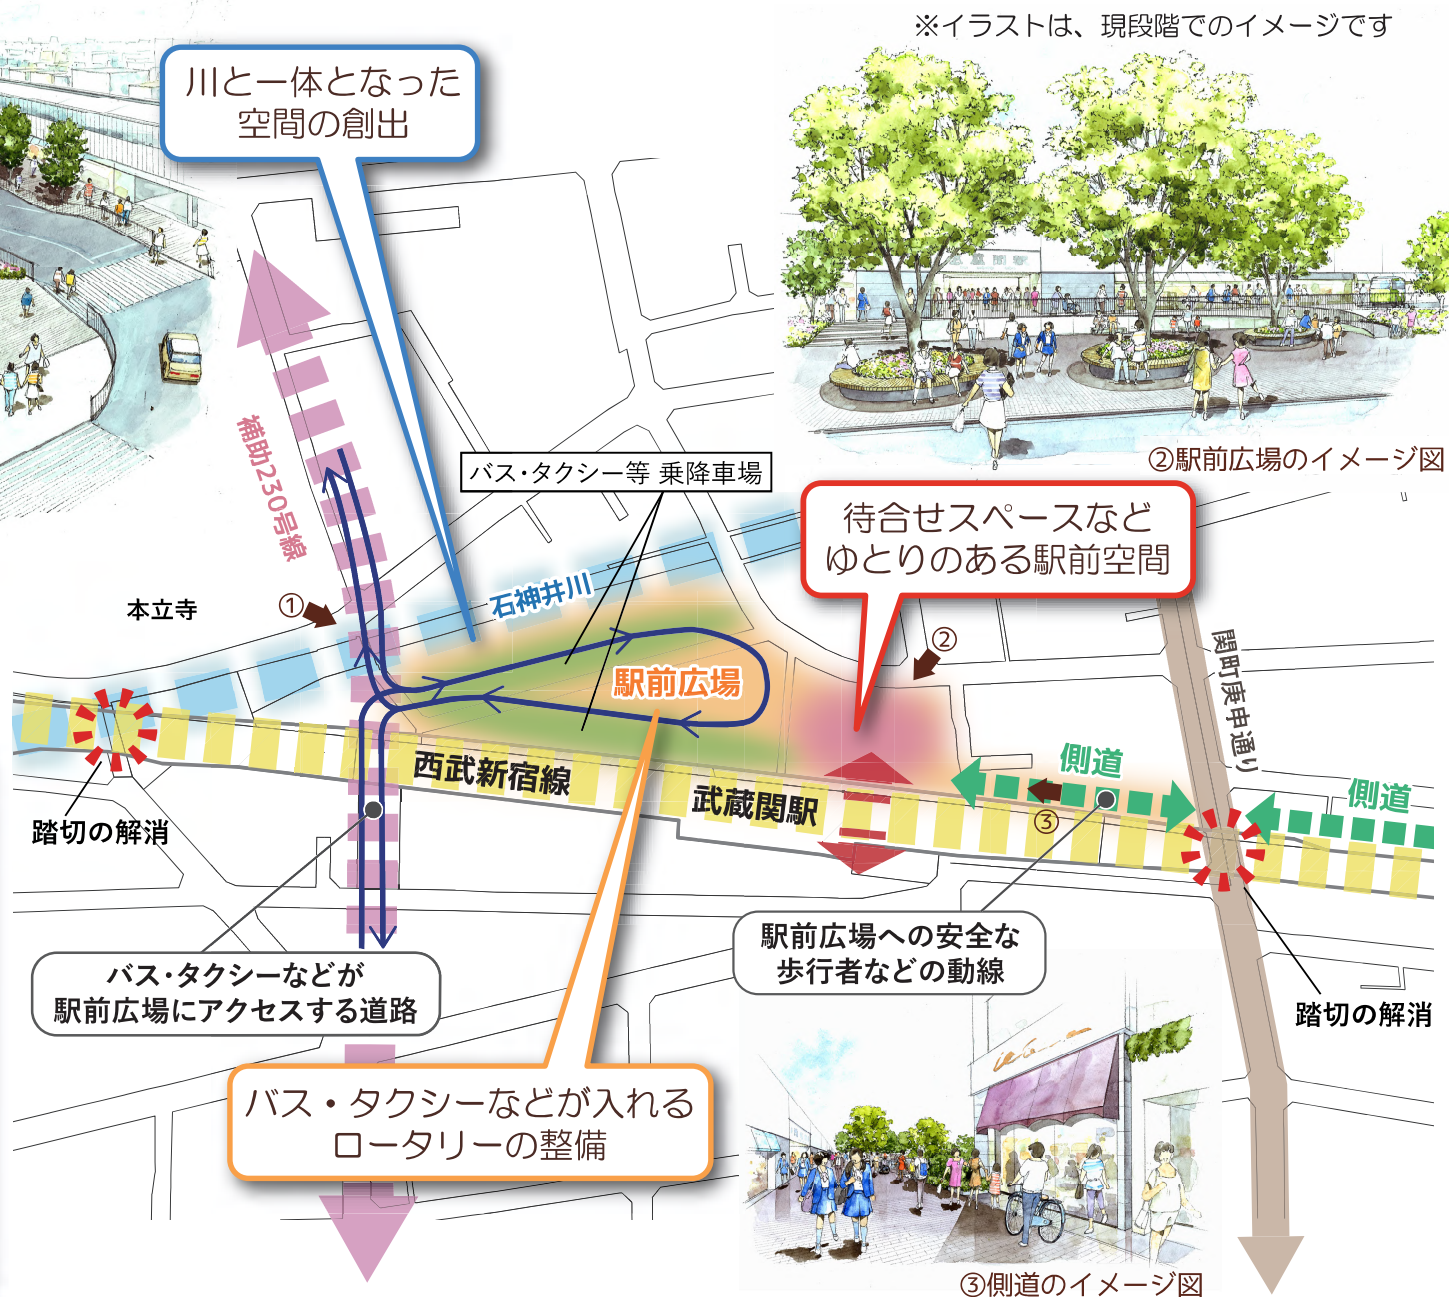 ※イラストは、現段階でのイメージです
川と一体となった
空間の創出
②駅前広場のイメージ図
補助230号線
バス・タクシー等 乗降車場
待合せスペースなど
ゆとりのある駅前空間
石神井川
本立寺
①
②
関町庚申通り
駅前広場
西武新宿線
武蔵関駅
側道
③
側道
踏切の解消
バス・タクシーなどが
駅前広場にアクセスする道路
駅前広場への安全な
歩行者などの動線
踏切の解消
バス・タクシーなどが入れる
ロータリーの整備
③側道のイメージ図